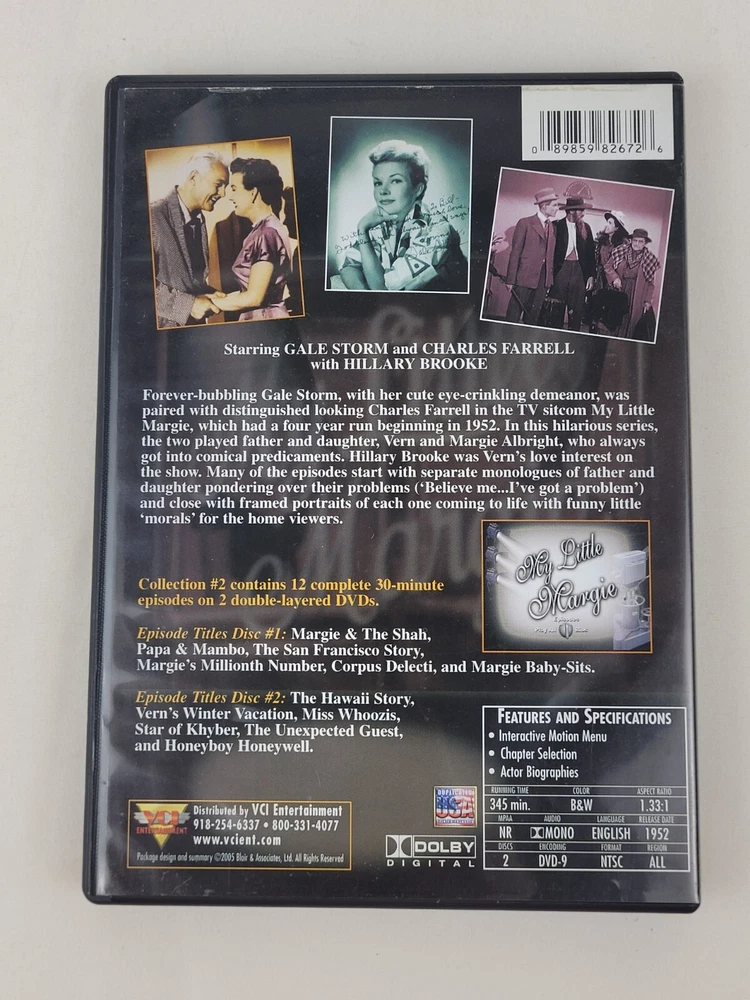 0 89859 82672 6
Starring GALE STORM and CHARLES FARRELL
with HILLARY BROOKE
Forever-bubbling Gale Storm, with her cute eye-crinkling demeanor, was
paired with distinguished looking Charles Farrell in the TV sitcom My Little
Margie, which had a four year run beginning in 1952. In this hilarious series,
the two played father and daughter, Vern and Margie Albright, who always
got into comical predicaments. Hillary Brooke was Vern's love interest on
the show. Many of the episodes start with separate monologues of father and
daughter pondering over their problems ('Believe me...I've got a problem')
and close with framed portraits of each one coming to life with funny little
'morals' for the home viewers.
My Little
Margie
Collection #2 contains 12 complete 30-minute
episodes on 2 double-layered DVDs.
Episode Titles Disc #1: Margie & The Shah,
Papa & Mambo, The San Francisco Story,
Margie's Millionth Number, Corpus Delecti, and Margie Baby-Sits.
Episode Titles Disc #2: The Hawaii Story,
Vern's Winter Vacation, Miss Whoozis,
Star of Khyber, The Unexpected Guest,
and Honeyboy Honeywell.
FEATURES AND SPECIFICATIONS
• Interactive Motion Menu
• Chapter Selection
• Actor Biographies
RUNNING TIME COLOR ASPECT RATIO
345 min. B&W 1.33:1
MPAA AUDIO LANGUAGE RELEASE DATE
NR MONO ENGLISH 1952
DISCS ENCODING FORMAT REGION
2 DVD-9 NTSC ALL
USA
DOLBY
DIGITAL
VCI
ENTERTAINMENT
Distributed by VCI Entertainment
918-254-6337 • 800-331-4077
www.vcient.com
Package design and summary ©2005 Blair & Associates, Ltd. All Rights Reserved